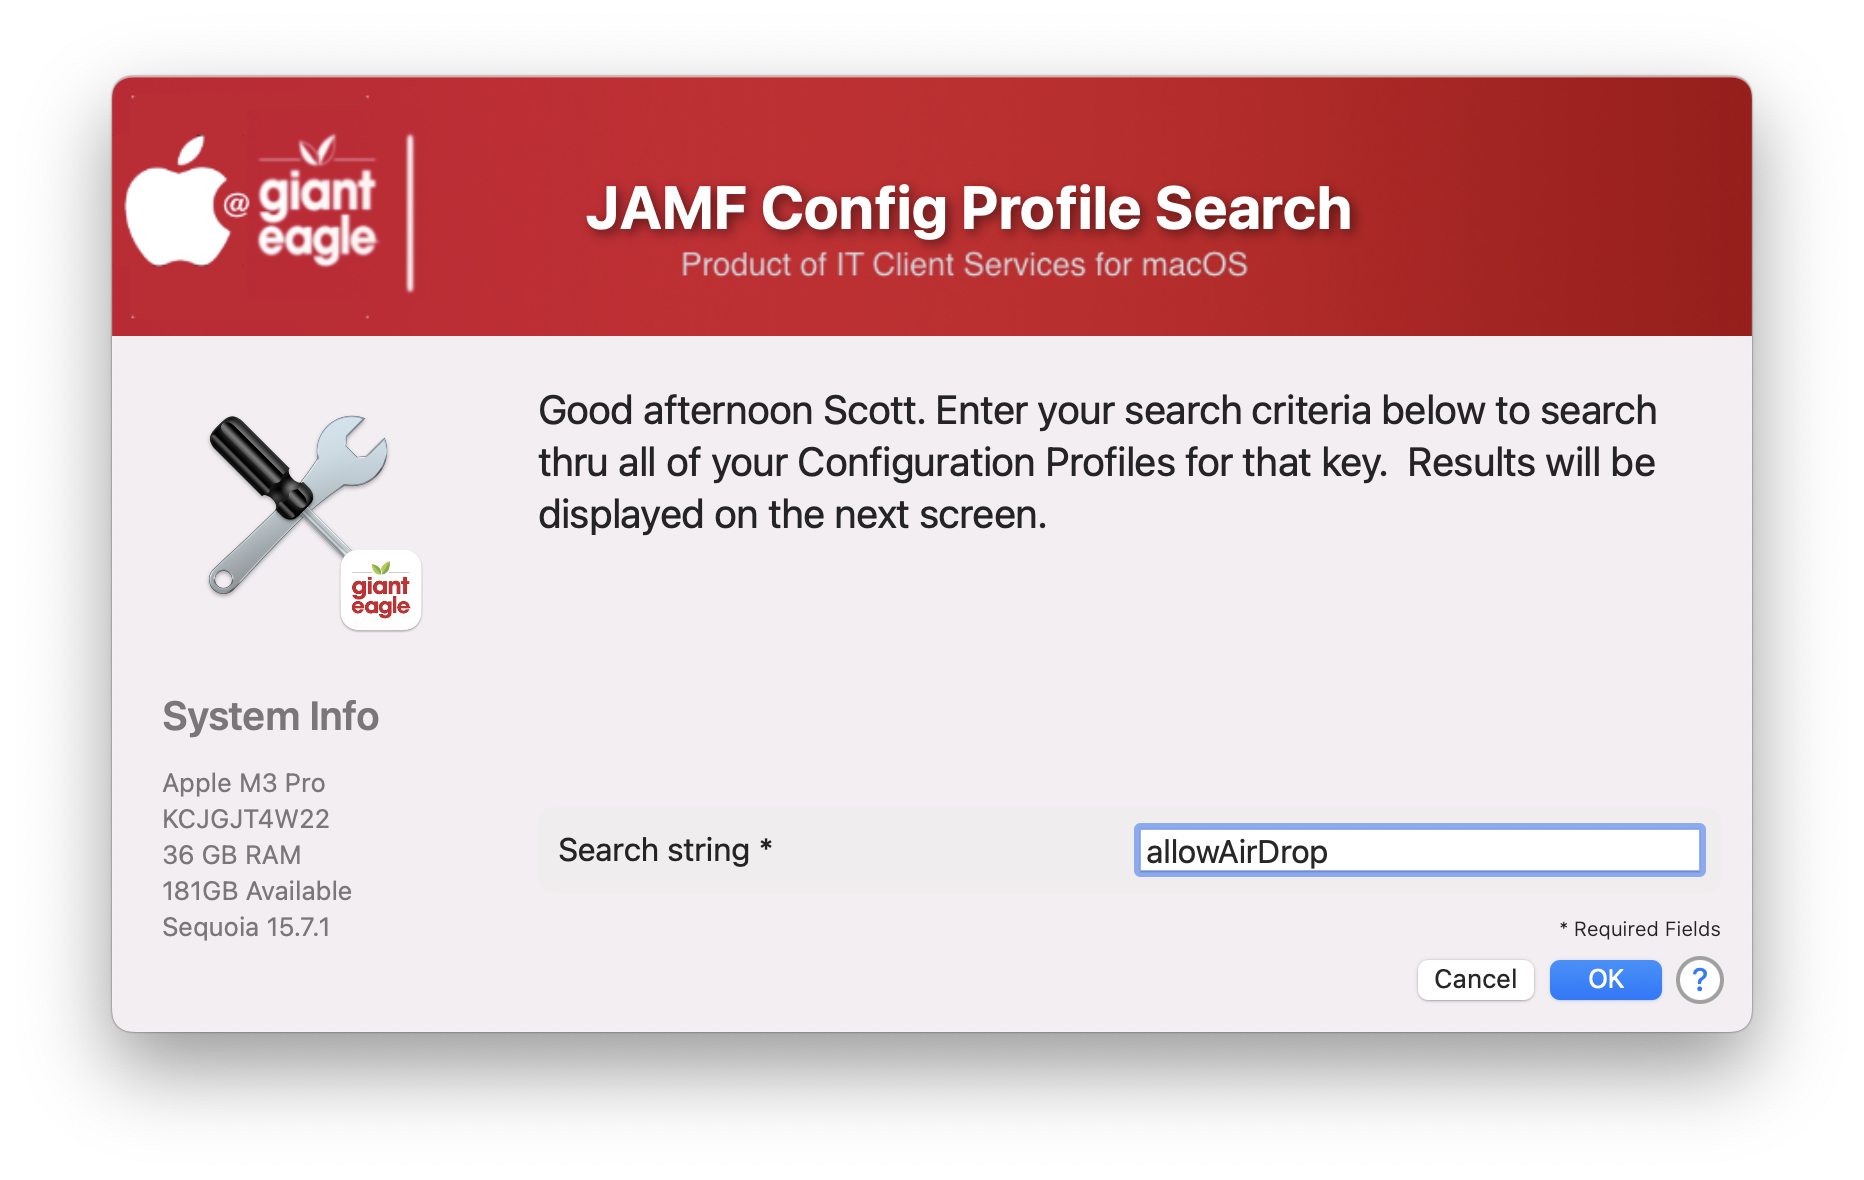 @ giant
eagle
JAMF Config Profile Search
Product of IT Client Services for macOS
Good afternoon Scott. Enter your search criteria below to search
thru all of your Configuration Profiles for that key.  Results will be
displayed on the next screen.
giant
eagle
System Info
Apple M3 Pro
KCJGJT4W22
36 GB RAM
181GB Available
Sequoia 15.7.1
Search string *
allowAirDrop
* Required Fields
Cancel
OK
?